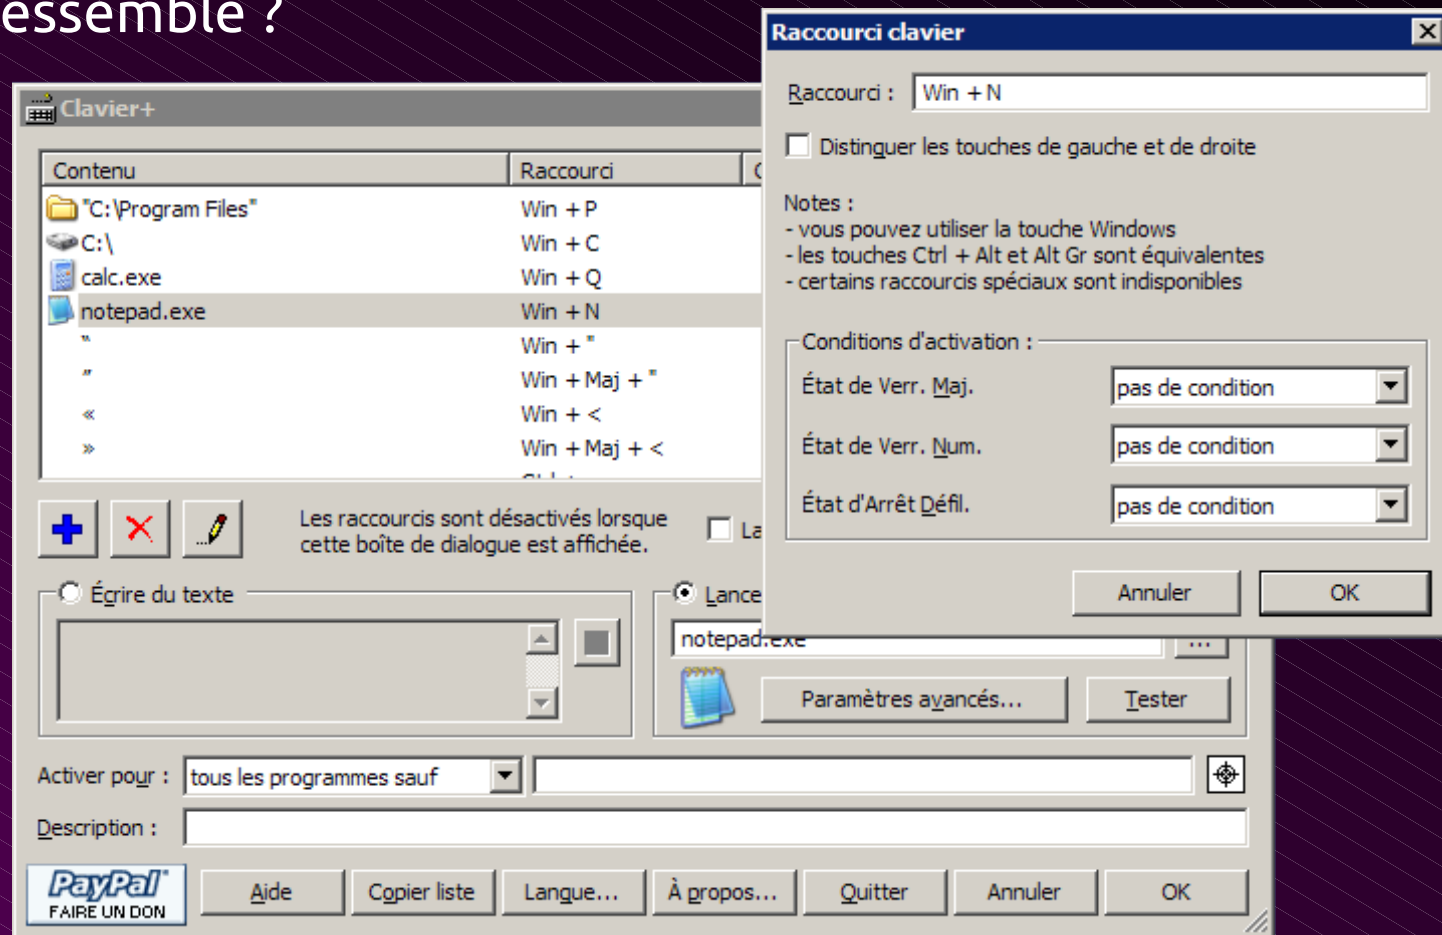 essemble ?
Clavier+
Contenu Raccourci
"C:\Program Files" Win + P
C:\ Win + C
calc.exe Win + Q
notepad.exe Win + N
“ Win + "
” Win + Maj + "
« Win + <
» Win + Maj + <
Les raccourcis sont désactivés lorsque
cette boîte de dialogue est affichée.
La
Écrire du texte
Lance
notepad.exe
...
Paramètres avancés... Tester
Activer pour : tous les programmes sauf
Description :
PayPal
FAIRE UN DON
Aide Copier liste Langue... À propos... Quitter Annuler OK
Raccourci clavier
Raccourci : Win + N
Distinguer les touches de gauche et de droite
Notes :
- vous pouvez utiliser la touche Windows
- les touches Ctrl + Alt et Alt Gr sont équivalentes
- certains raccourcis spéciaux sont indisponibles
Conditions d'activation :
État de Verr. Maj. pas de condition
État de Verr. Num. pas de condition
État d'Arrêt Défil. pas de condition
Annuler OK